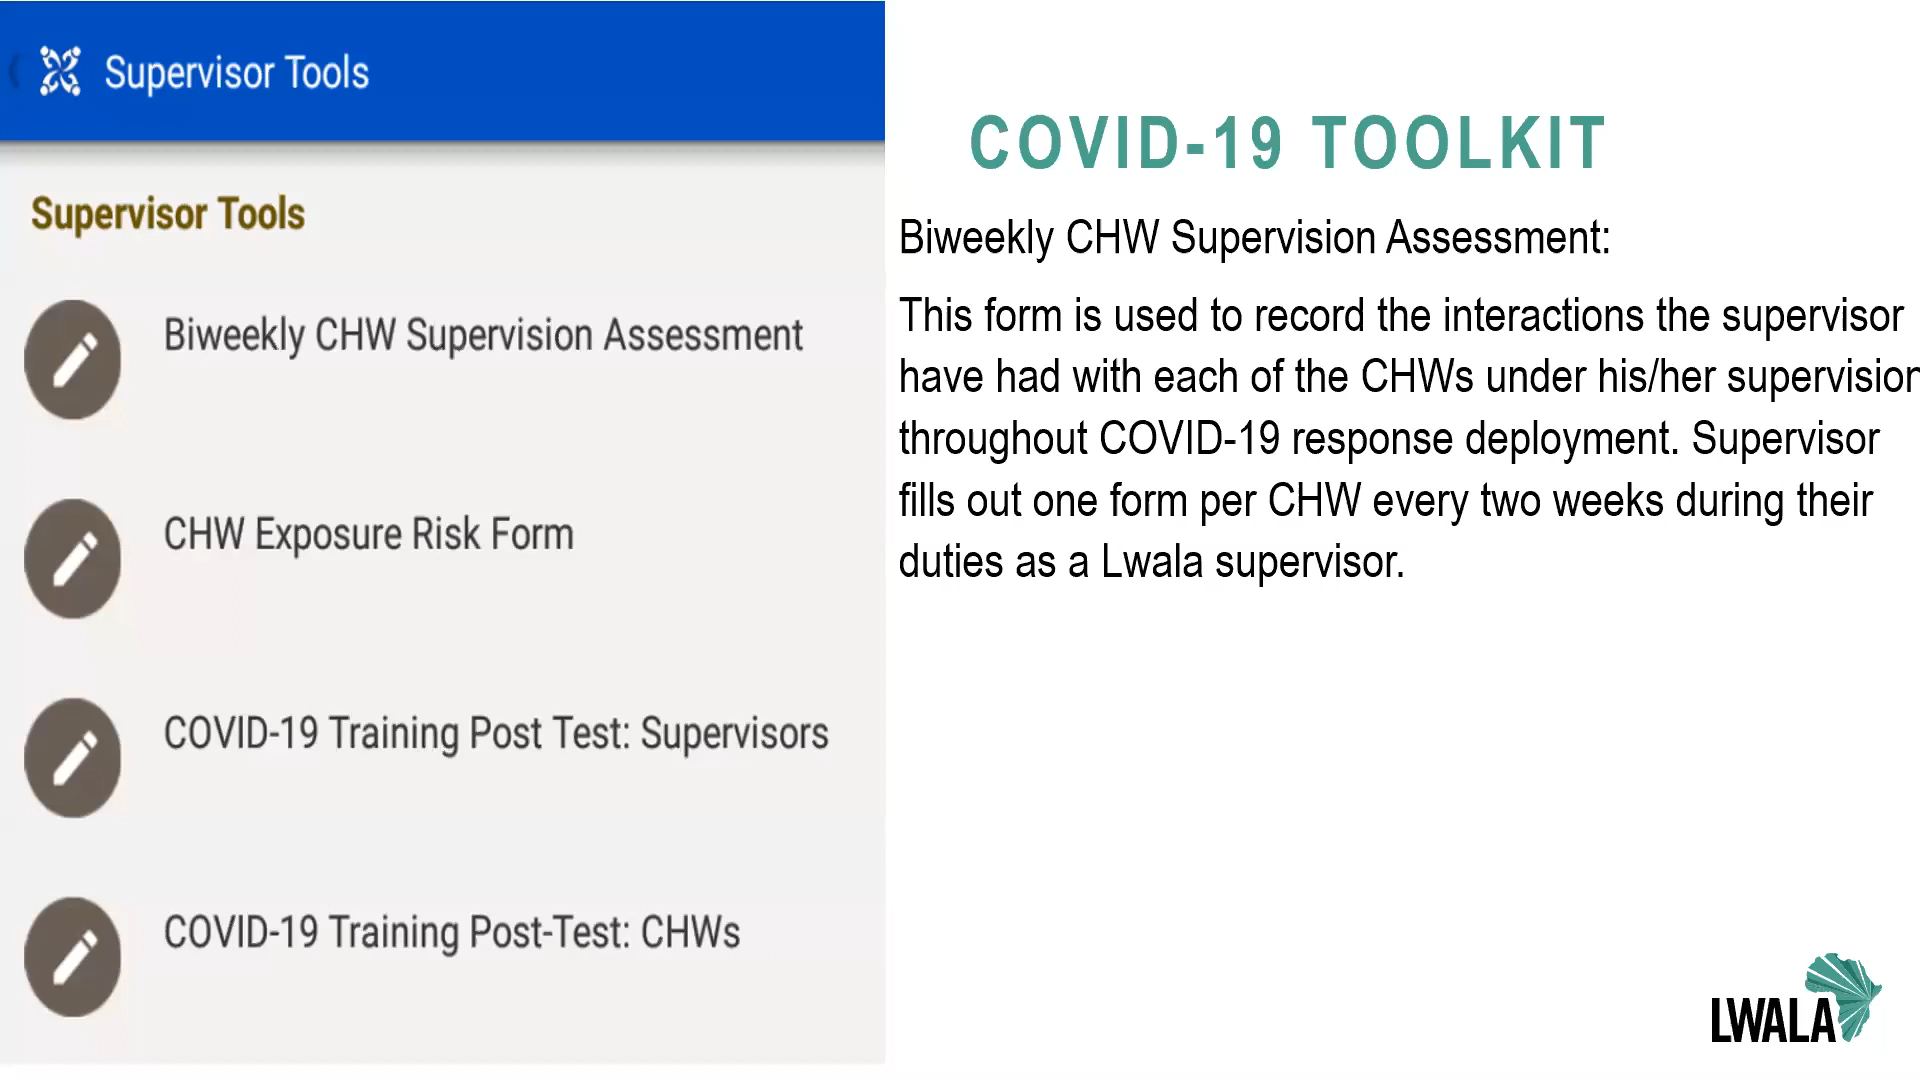 Supervisor Tools
Supervisor Tools
Biweekly CHW Supervision Assessment
CHW Exposure Risk Form
COVID-19 Training Post Test: Supervisors
COVID-19 Training Post-Test: CHWs
COVID-19 TOOLKIT
Biweekly CHW Supervision Assessment:
This form is used to record the interactions the supervisor
have had with each of the CHWs under his/her supervision
throughout COVID-19 response deployment. Supervisor
fills out one form per CHW every two weeks during their
duties as a Lwala supervisor.
LWALA